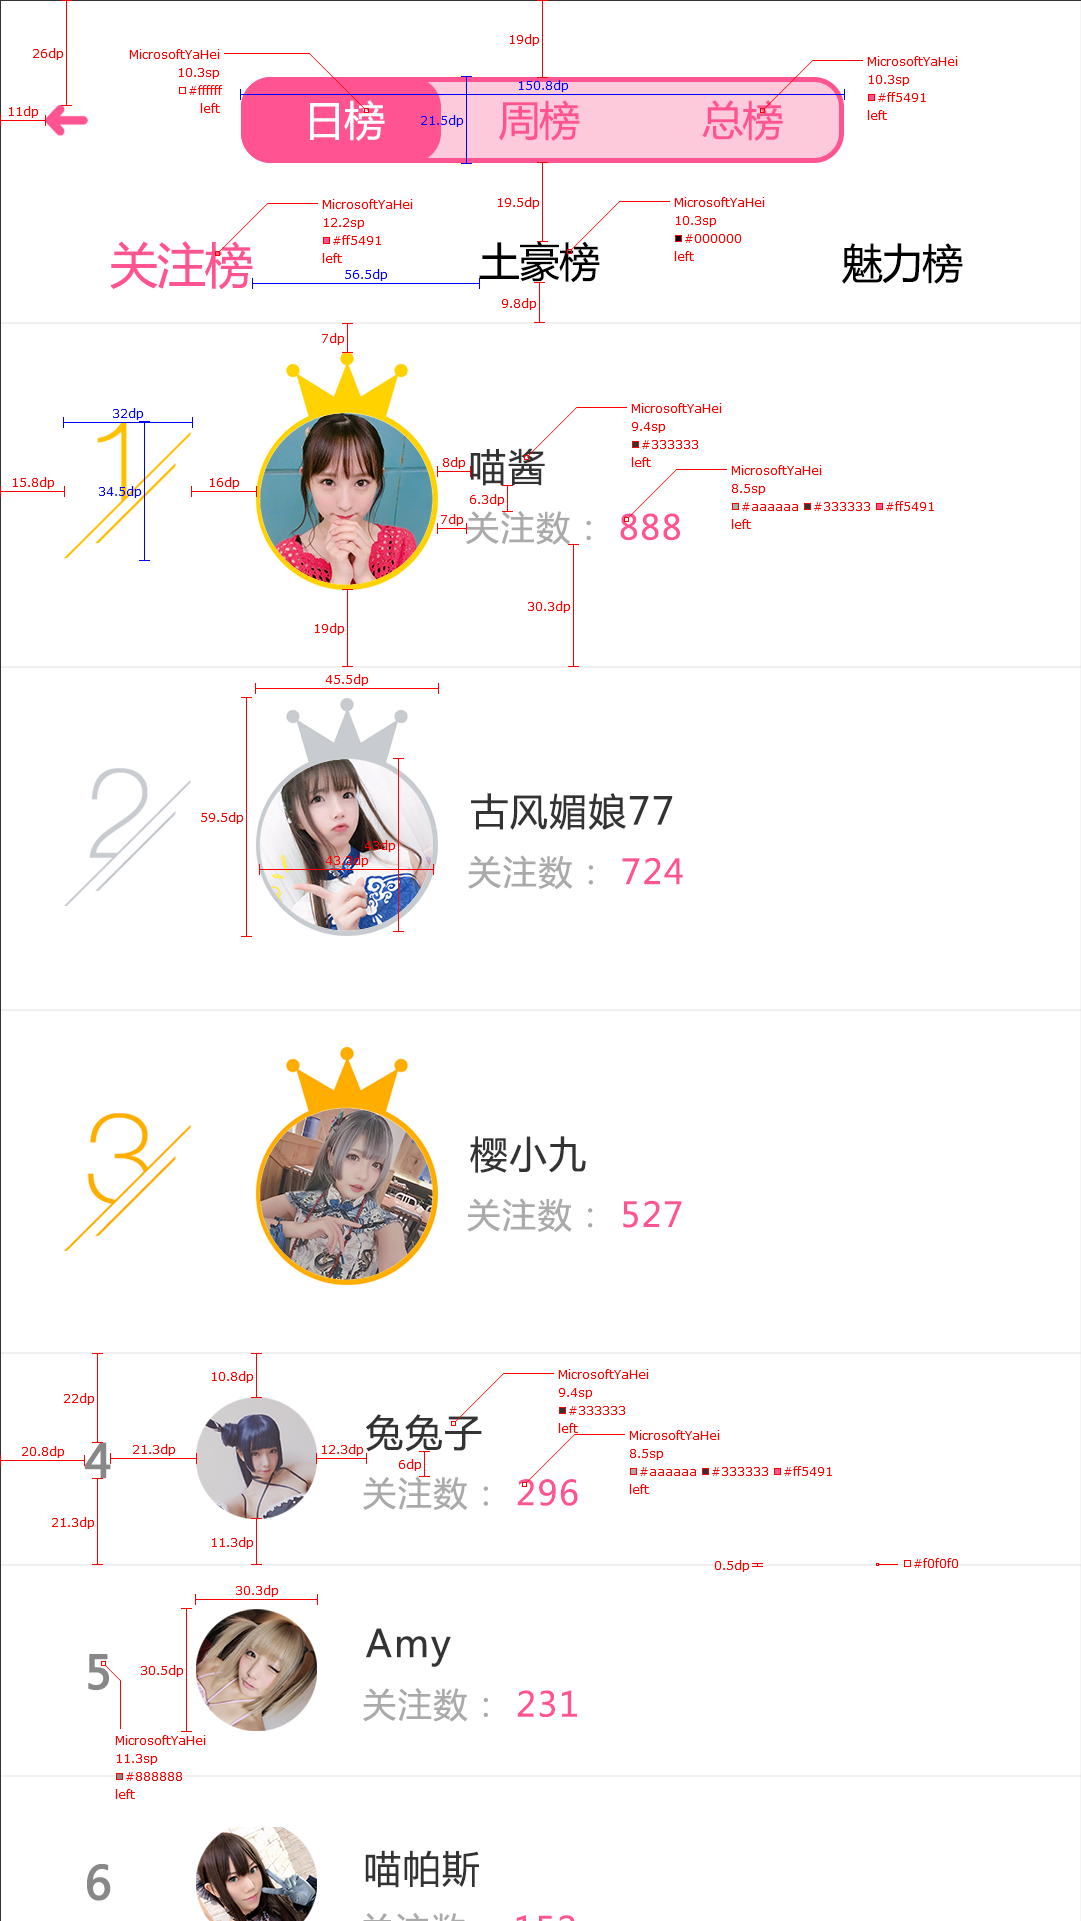 26dp
19dp
MicrosoftYaHei
10.3sp
#ffffff
left
MicrosoftYaHei
10.3sp
#ff5491
left
11dp
150.8dp
日榜
21.5dp
周榜
总榜
19.5dp
MicrosoftYaHei
12.2sp
#ff5491
left
MicrosoftYaHei
10.3sp
#000000
left
关注榜
56.5dp
土豪榜
魅力榜
9.8dp
7dp
32dp
1
34.5dp
15.8dp
16dp
8dp
喵酱
MicrosoftYaHei
9.4sp
#333333
left
MicrosoftYaHei
8.5sp
#aaaaaa #333333 #ff5491
left
6.3dp
7dp
关注数： 888
19dp
30.3dp
45.5dp
2
59.5dp
43dp
古风媚娘77
关注数： 724
3
樱小九
关注数： 527
22dp
10.8dp
MicrosoftYaHei
9.4sp
#333333
left
20.8dp
4
21.3dp
12.3dp
兔兔子
6dp
MicrosoftYaHei
8.5sp
#aaaaaa #333333 #ff5491
left
关注数： 296
21.3dp
11.3dp
0.5dp
#f0f0f0
30.3dp
5
30.5dp
Amy
关注数： 231
MicrosoftYaHei
11.3sp
#888888
left
6
喵帕斯